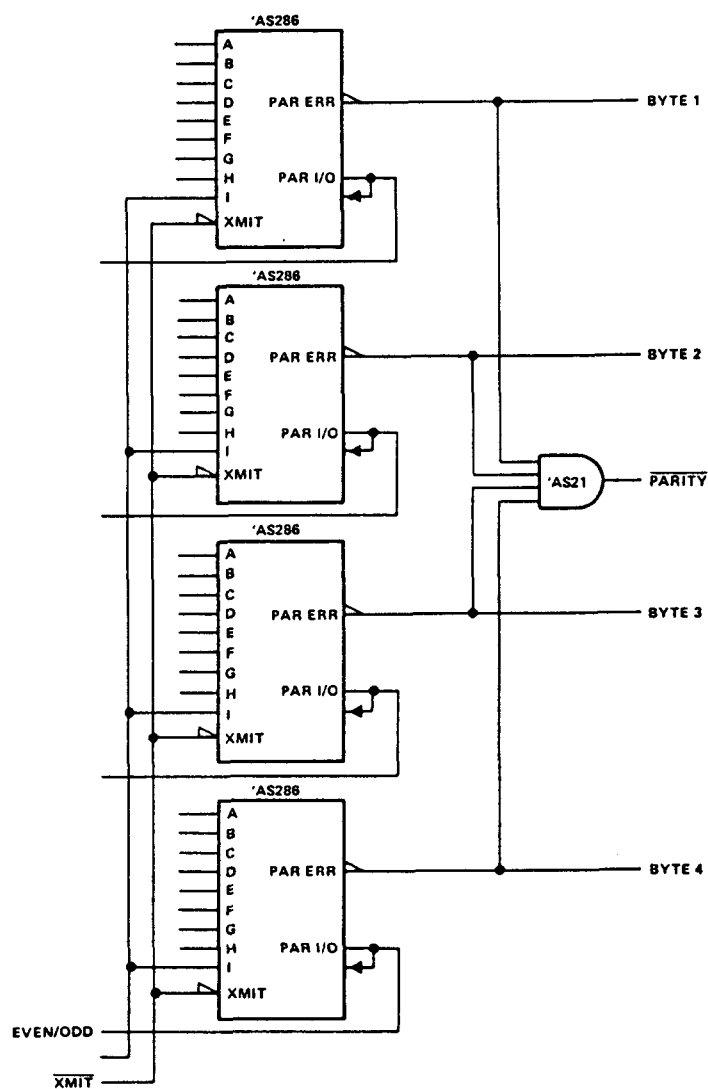 'AS286
A
B
C
D
PAR ERR
BYTE 1
E
F
G
H
PAR I/O
I
XMIT
'AS286
A
B
C
D
PAR ERR
BYTE 2
E
F
G
H
PAR I/O
I
XMIT
'AS21
PARITY
'AS286
A
B
C
D
PAR ERR
BYTE 3
E
F
G
H
PAR I/O
I
XMIT
'AS286
A
B
C
D
PAR ERR
BYTE 4
E
F
G
H
PAR I/O
I
XMIT
EVEN/ODD
XMIT